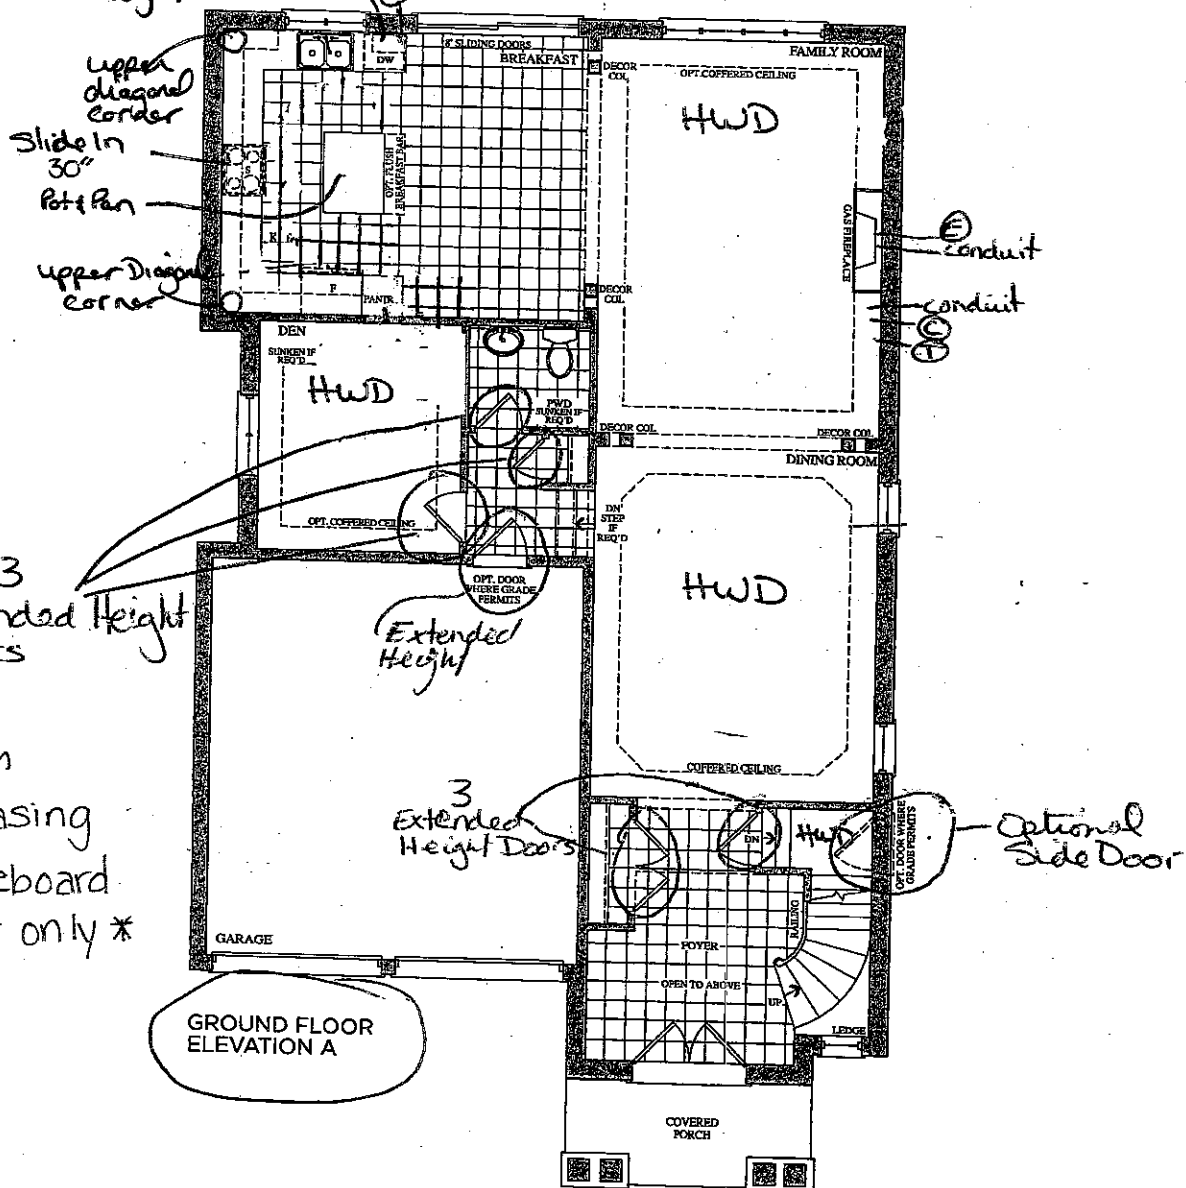 upper
diagonal
corder
Slide In
30"
Pot & Pan
upper Diagonal
corner
DW
8' SLIDING DOORS
BREAKFAST
OPT. FLUSH
BREAKFAST BAR
S
F
PANTR
DECOR
COL
DECOR
COL
FAMILY ROOM
OPT.COFFERED CEILING
HWD
GAS FIREPLACE
E
conduit
conduit
C
DEN
SUNKEN IF
REQ'D
HWD
OPT. COFFERED CEILING
PWD
SUNKEN IF
REQ'D
DECOR COL
DECOR COL
DINING ROOM
DN
STEP
IF
REQ'D
HWD
COFFERED CEILING
3
nded Height
OPT. DOOR
WHERE GRADE
PERMITS
Extended
Height
asing
eboard
only *
3
Extended
Height Doors
DN
HWD
OPT. DOOR WHERE
GRADE PERMITS
Optional
Side Door
RAILING
FOYER
OPEN TO ABOVE
UP
LEDGE
GARAGE
GROUND FLOOR
ELEVATION A
COVERED
PORCH